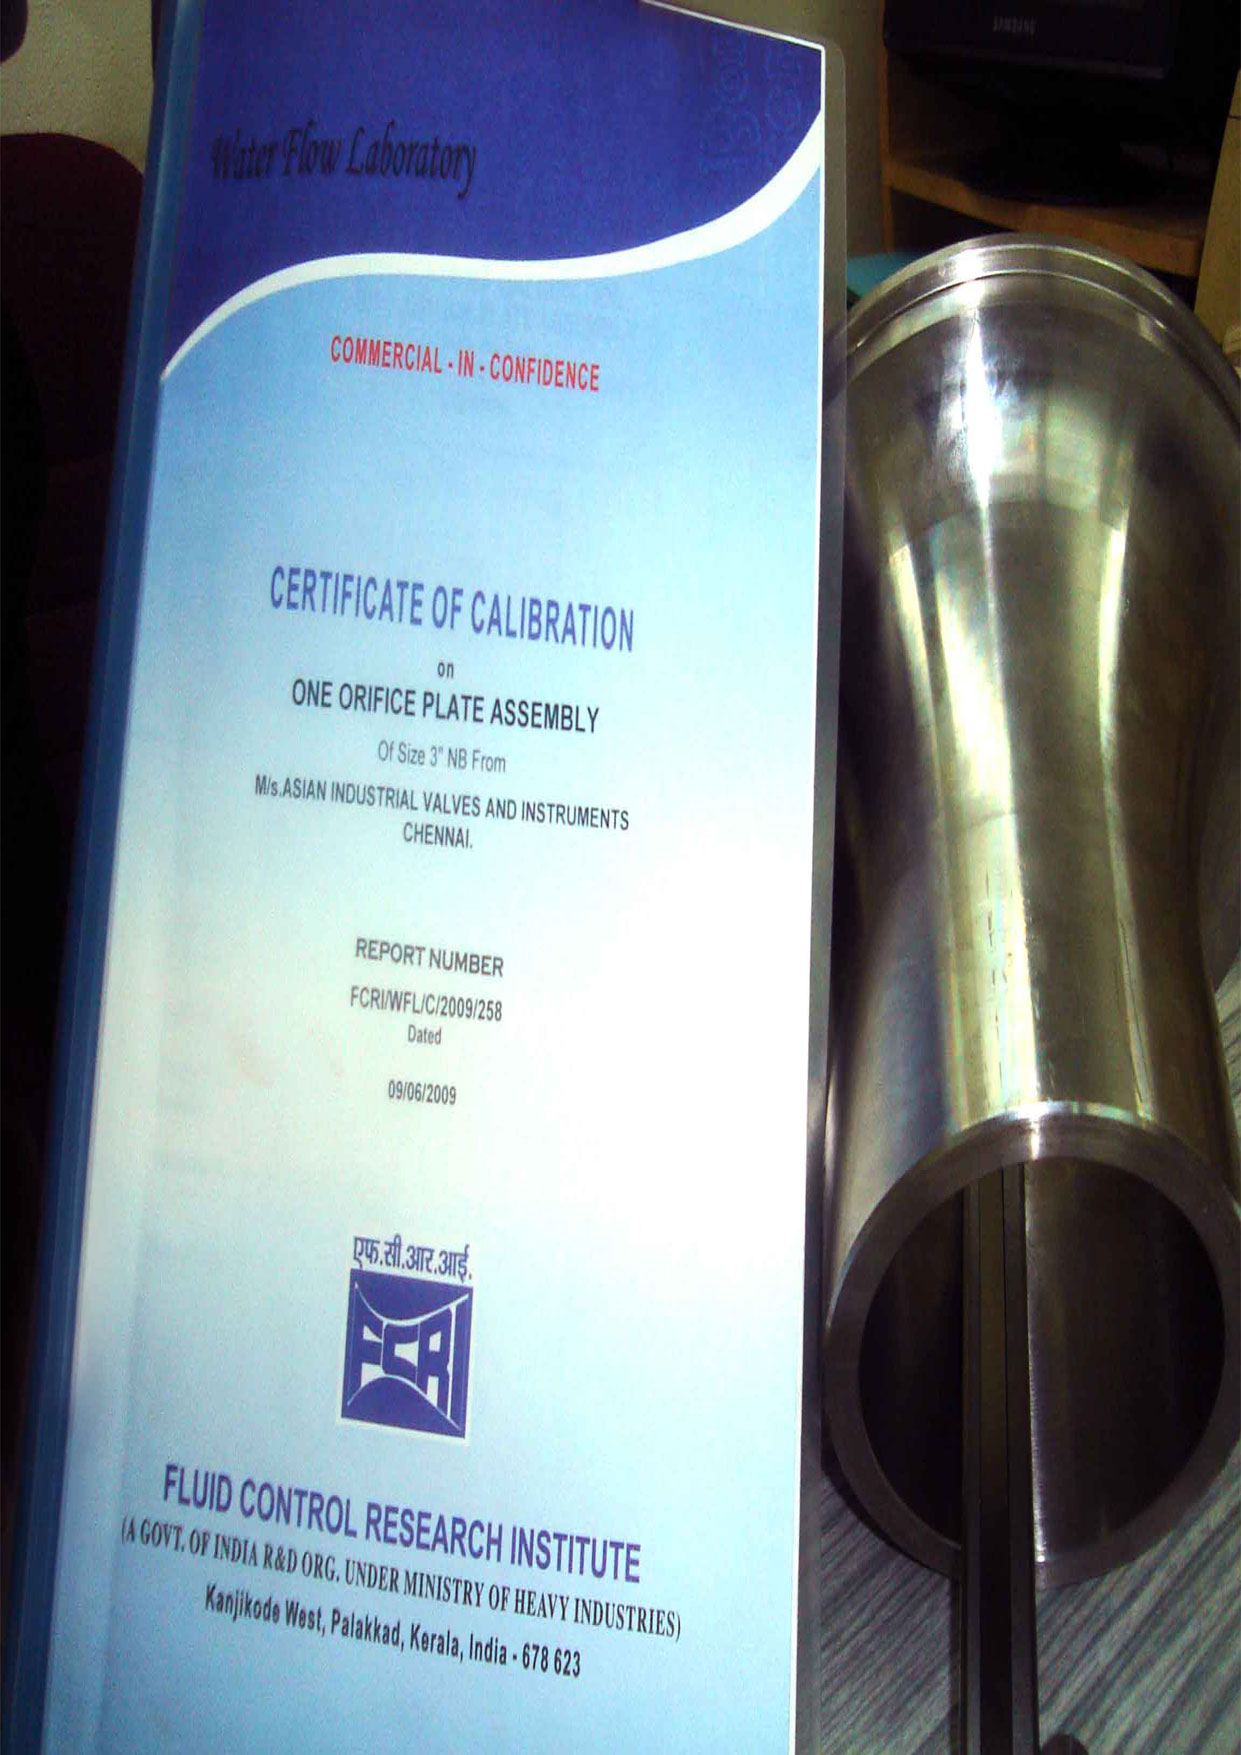 Water Flow Laboratory
COMMERCIAL - IN - CONFIDENCE
CERTIFICATE OF CALIBRATION
on
ONE ORIFICE PLATE ASSEMBLY
Of Size 3" NB From
M/s.ASIAN INDUSTRIAL VALVES AND INSTRUMENTS
CHENNAI.
REPORT NUMBER
FCRI/WFL/C/2009/258
Dated
09/06/2009
एफ.सी.आर.आई.
FCRI
FLUID CONTROL RESEARCH INSTITUTE
(A GOVT. OF INDIA R&D ORG. UNDER MINISTRY OF HEAVY INDUSTRIES)
Kanjikode West, Palakkad, Kerala, India - 678 623